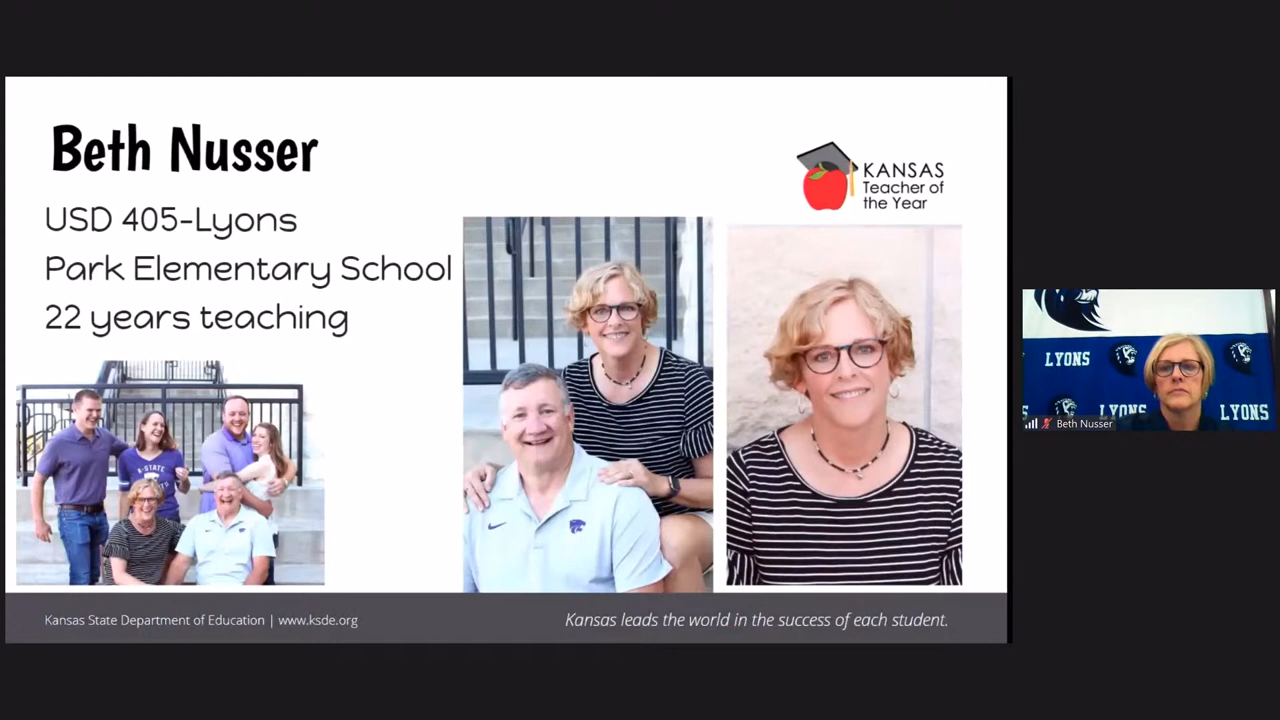 Beth Nusser
USD 405-Lyons
Park Elementary School
22 years teaching
KANSAS
Teacher of
the Year
K-STATE
LYONS
LYONS
LYONS
Beth Nusser
Kansas State Department of Education | www.ksde.org
Kansas leads the world in the success of each student.